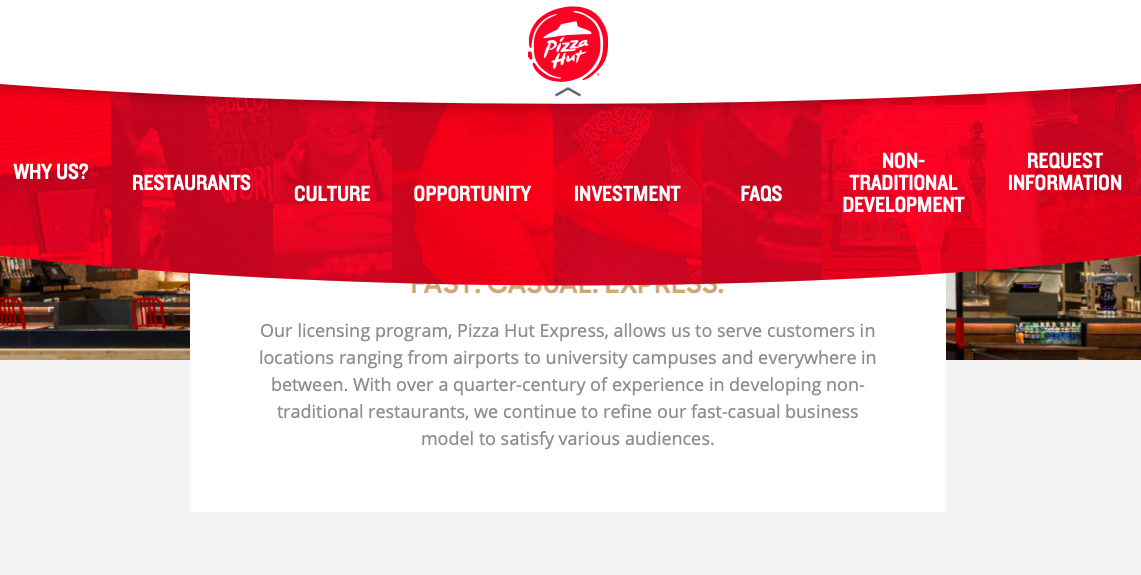 Pizza
Hut
WHY US?
RESTAURANTS
CULTURE
OPPORTUNITY
INVESTMENT
FAQS
NON-
TRADITIONAL
DEVELOPMENT
REQUEST
INFORMATION
FAST. CASUAL. EXPRESS.
Our licensing program, Pizza Hut Express, allows us to serve customers in
locations ranging from airports to university campuses and everywhere in
between. With over a quarter-century of experience in developing non-
traditional restaurants, we continue to refine our fast-casual business
model to satisfy various audiences.